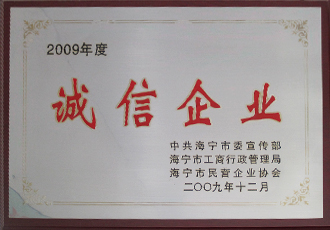 2009年度
诚信企业
中共海宁市委宣传部
海宁市工商行政管理局
海宁市民营企业协会
二〇〇九年十二月